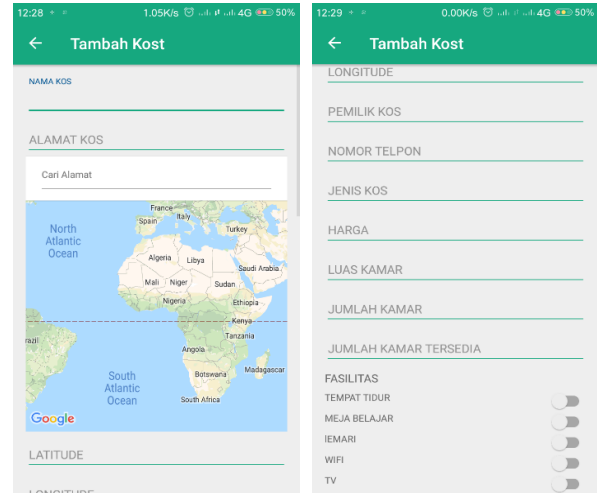 12:28 1.05K/s 4G 50%
← Tambah Kost
NAMA KOS
ALAMAT KOS
Cari Alamat
France
Italy
Spain
Turkey
North
Atlantic
Ocean
Algeria
Libya
Saudi Arabia
Mali
Niger
Sudan
Nigeria
Ethiopia
Kenya
razil
Tanzania
Angola
South
Atlantic
Ocean
Botswana
Madagascar
South Africa
Google
LATITUDE
LONGITUDE
12:29 0.00K/s 4G 50%
← Tambah Kost
LONGITUDE
PEMILIK KOS
NOMOR TELPON
JENIS KOS
HARGA
LUAS KAMAR
JUMLAH KAMAR
JUMLAH KAMAR TERSEDIA
FASILITAS
TEMPAT TIDUR
MEJA BELAJAR
lEMARI
WIFI
TV